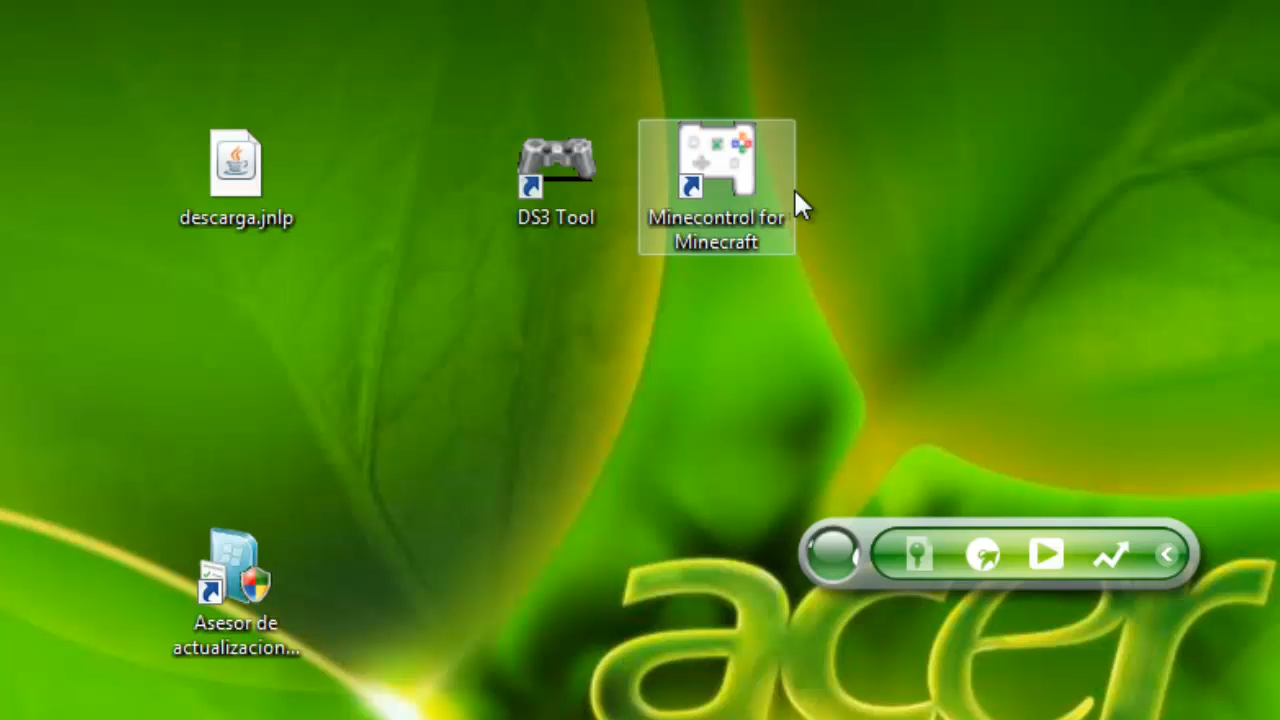 descarga.jnlp
DS3 Tool
Minecontrol for
Minecraft
Asesor de
actualizacion...
acer